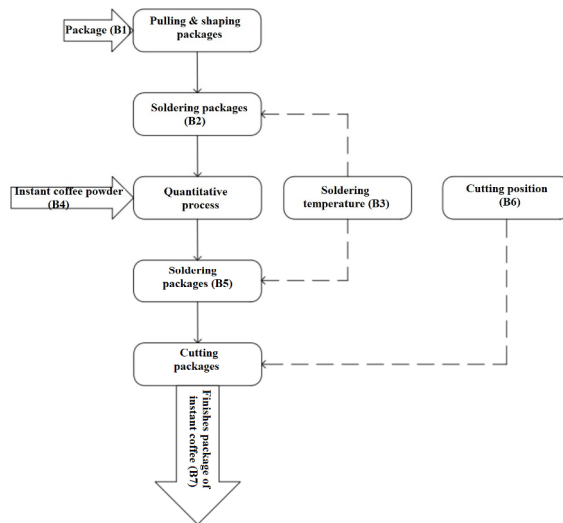 Package (B1)
Pulling & shaping
packages
Soldering packages
(B2)
Instant coffee powder
(B4)
Quantitative
process
Soldering
temperature (B3)
Cutting position
(B6)
Soldering
packages (B5)
Cutting
packages
Finishes package of
instant coffee (B7)